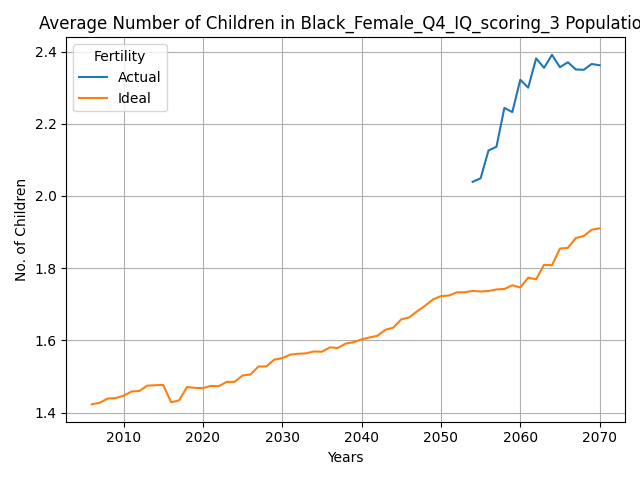 Average Number of Children in Black_Female_Q4_IQ_scoring_3 Populatio
Fertility
Actual
Ideal
2.4
2.2
2.0
1.8
1.6
1.4
No. of Children
2010 2020 2030 2040 2050 2060 2070
Years